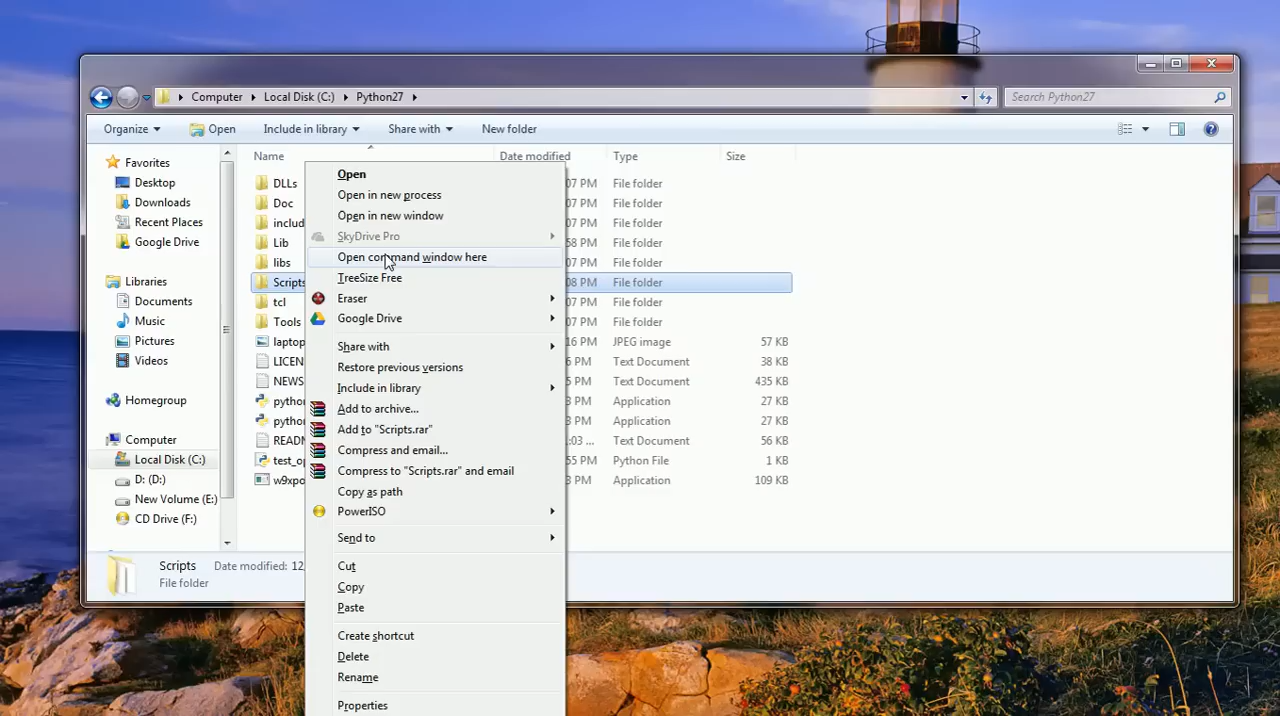 Computer Local Disk (C:) Python27
Search Python27
Organize Open Include in library Share with New folder
Name Date modified Type Size
Favorites
Desktop
Downloads
Recent Places
Google Drive
Libraries
Documents
Music
Pictures
Videos
Homegroup
Computer
Local Disk (C:)
D: (D:)
New Volume (E:)
CD Drive (F:)
DLLs 07 PM File folder
Doc 07 PM File folder
includ 07 PM File folder
Lib 58 PM File folder
libs 07 PM File folder
Scripts 08 PM File folder
tcl 07 PM File folder
Tools 07 PM File folder
laptop 16 PM JPEG image 57 KB
LICEN 6 PM Text Document 38 KB
NEWS 5 PM Text Document 435 KB
python 3 PM Application 27 KB
python 3 PM Application 27 KB
READ :03 ... Text Document 56 KB
test_op 55 PM Python File 1 KB
w9xpo 3 PM Application 109 KB
Open
Open in new process
Open in new window
SkyDrive Pro
Open command window here
TreeSize Free
Eraser
Google Drive
Share with
Restore previous versions
Include in library
Add to archive...
Add to "Scripts.rar"
Compress and email...
Compress to "Scripts.rar" and email
Copy as path
PowerISO
Send to
Cut
Copy
Paste
Create shortcut
Delete
Rename
Properties
Scripts Date modified: 12
File folder